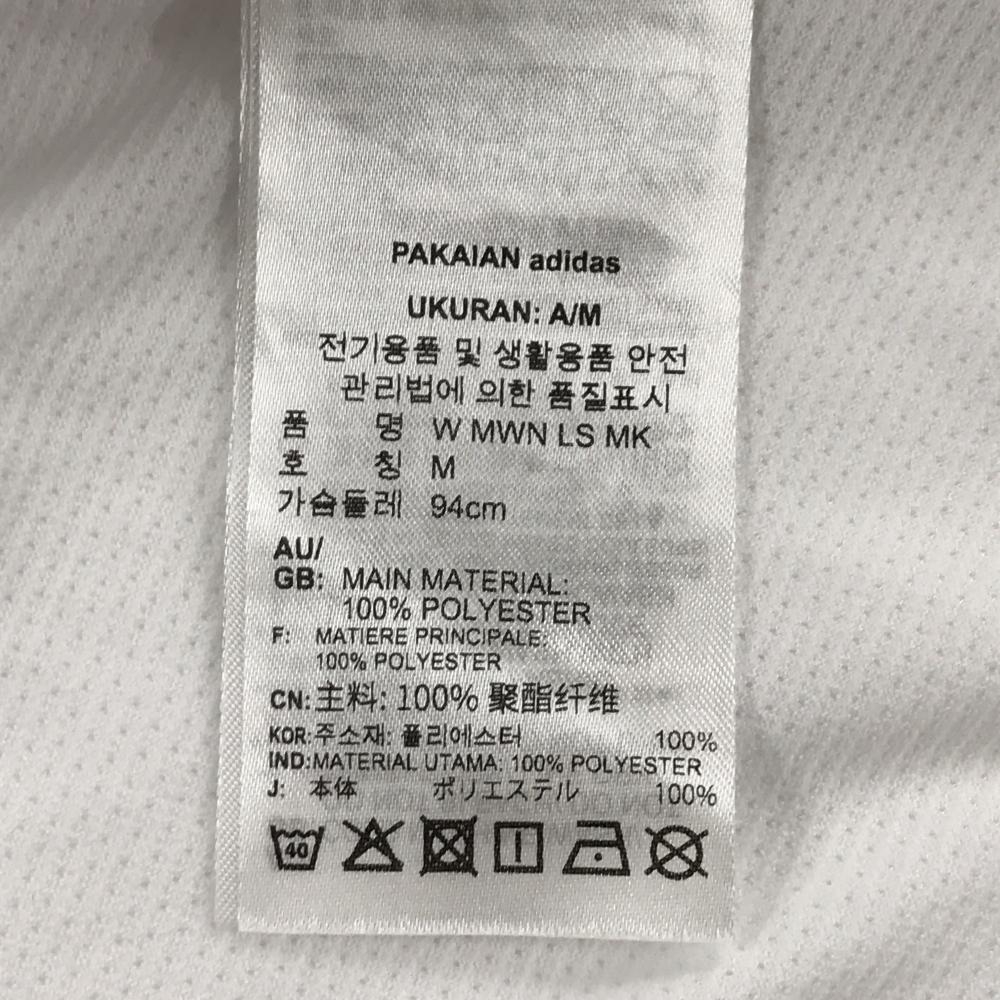 PAKAIAN adidas
UKURAN: A/M
전기용품 및 생활용품 안전
관리법에 의한 품질표시
품 명 W MWN LS MK
호 칭 M
가슴둘레 94cm
AU/
GB: MAIN MATERIAL:
100% POLYESTER
F: MATIERE PRINCIPALE:
100% POLYESTER
CN: 主料: 100% 聚酯纤维
KOR: 주소재: 폴리에스터 100%
IND: MATERIAL UTAMA: 100% POLYESTER
J: 本体 ポリエステル 100%
40